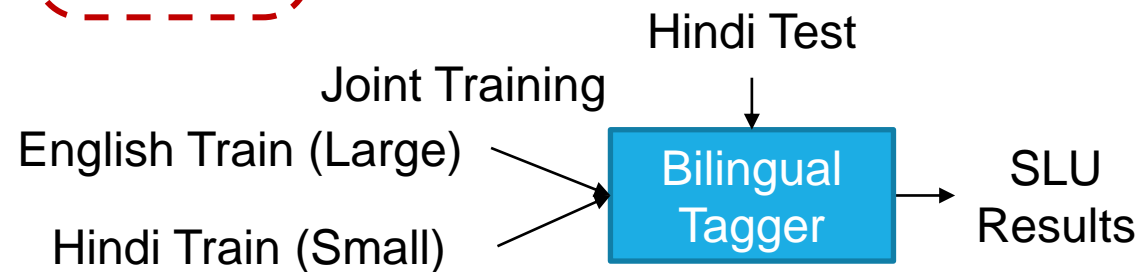 Hindi Test
Joint Training
English Train (Large)
Hindi Train (Small)
Bilingual
Tagger
SLU
Results